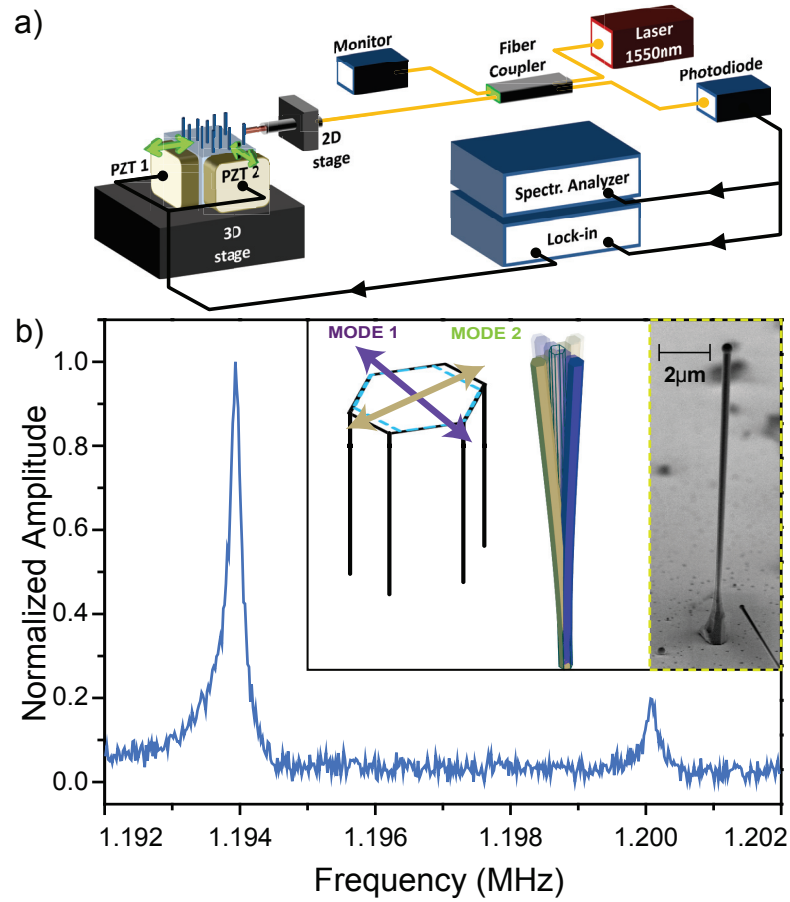 a)
Monitor
Fiber
Coupler
Laser
1550nm
Photodiode
2D
stage
PZT 1
PZT 2
3D
stage
Spectr. Analyzer
Lock-in
b)
MODE 1
MODE 2
2µm
1.0
0.8
0.6
0.4
0.2
0.0
Normalized Amplitude
1.192
1.194
1.196
1.198
1.200
1.202
Frequency (MHz)